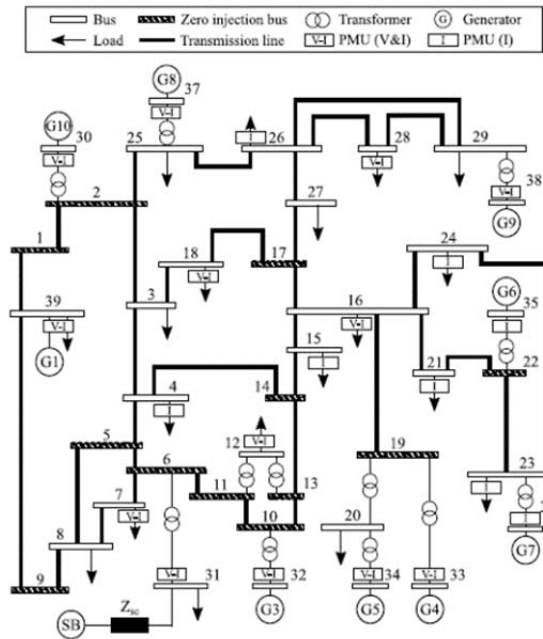 Bus Zero injection bus Transformer G Generator
Load Transmission line V-I PMU (V&I) I PMU (I)
G8 37
G10 30
V-I
25 26 28 29
I
V-I
V-I
38
V-I
G9
2
1
27
18 17 24
V-I
I
G6
35
I
39
V-I
G1
3
16
V-I
15
I
21
I
22
4
I
14
5
6
12
V-I
13
19
23
7
V-I
11
10
8
20
I
G7
9
V-I 31
V-I 32
V-I 34
V-I 33
SB Zsc G3 G5 G4